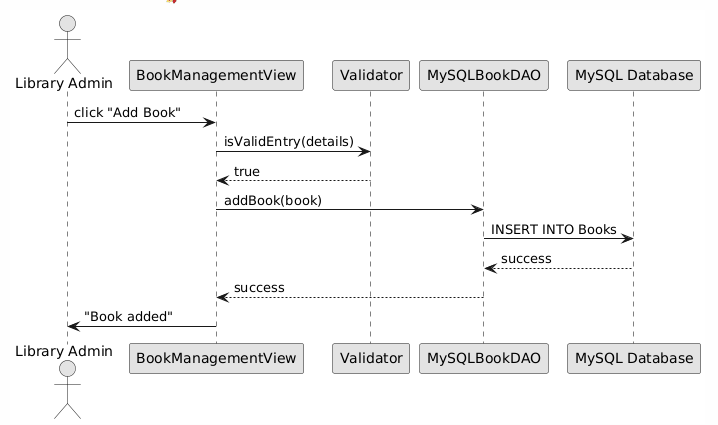 Library Admin
BookManagementView
Validator
MySQLBookDAO
MySQL Database
click "Add Book"
isValidEntry(details)
true
addBook(book)
INSERT INTO Books
success
success
"Book added"
Library Admin
BookManagementView
Validator
MySQLBookDAO
MySQL Database